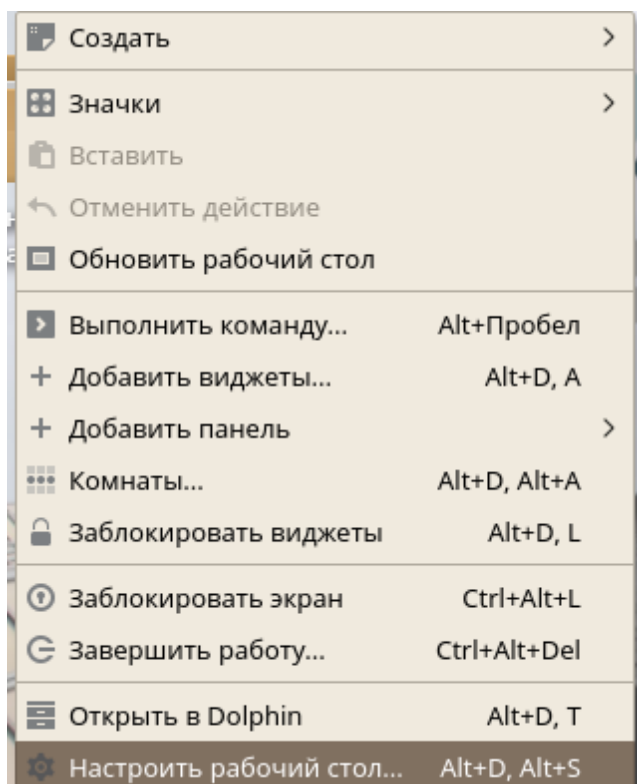 Создать
Значки
Вставить
Отменить действие
Обновить рабочий стол
Выполнить команду... Alt+Пробел
Добавить виджеты... Alt+D, A
Добавить панель
Комнаты... Alt+D, Alt+A
Заблокировать виджеты Alt+D, L
Заблокировать экран Ctrl+Alt+L
Завершить работу... Ctrl+Alt+Del
Открыть в Dolphin Alt+D, T
Настроить рабочий стол... Alt+D, Alt+S